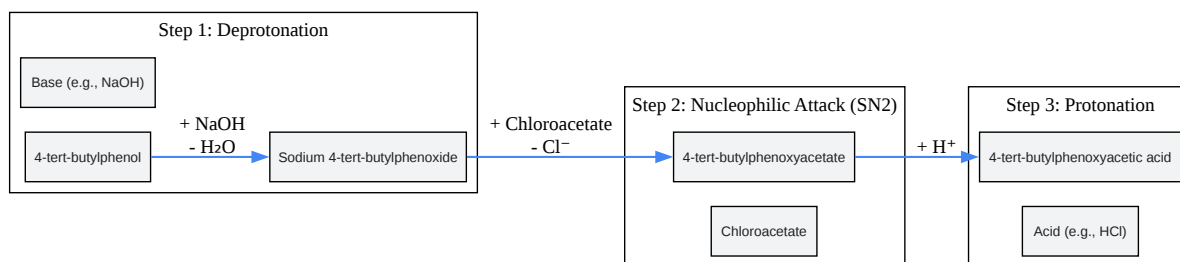 Step 1: Deprotonation
Base (e.g., NaOH)
4-tert-butylphenol
+ NaOH
- H₂O
Sodium 4-tert-butylphenoxide
+ Chloroacetate
- Cl⁻
Step 2: Nucleophilic Attack (SN2)
4-tert-butylphenoxyacetate
Chloroacetate
+ H⁺
Step 3: Protonation
4-tert-butylphenoxyacetic acid
Acid (e.g., HCl)